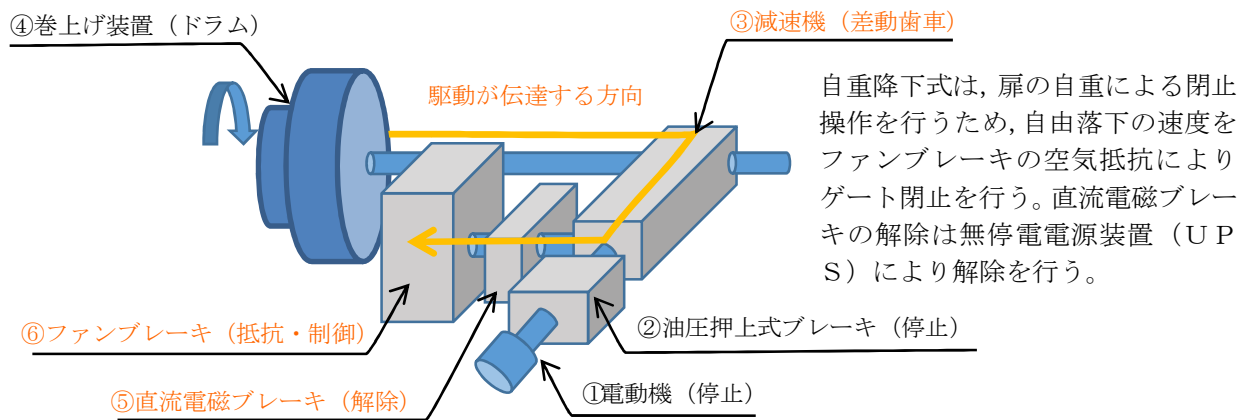 ④巻上げ装置（ドラム）
③減速機（差動歯車）
駆動が伝達する方向
自重降下式は，扉の自重による閉止
操作を行うため，自由落下の速度を
ファンブレーキの空気抵抗により
ゲート閉止を行う。直流電磁ブレー
キの解除は無停電電源装置（ＵＰ
Ｓ）により解除を行う。
⑥ファンブレーキ（抵抗・制御）
②油圧押上式ブレーキ（停止）
⑤直流電磁ブレーキ（解除）
①電動機（停止）